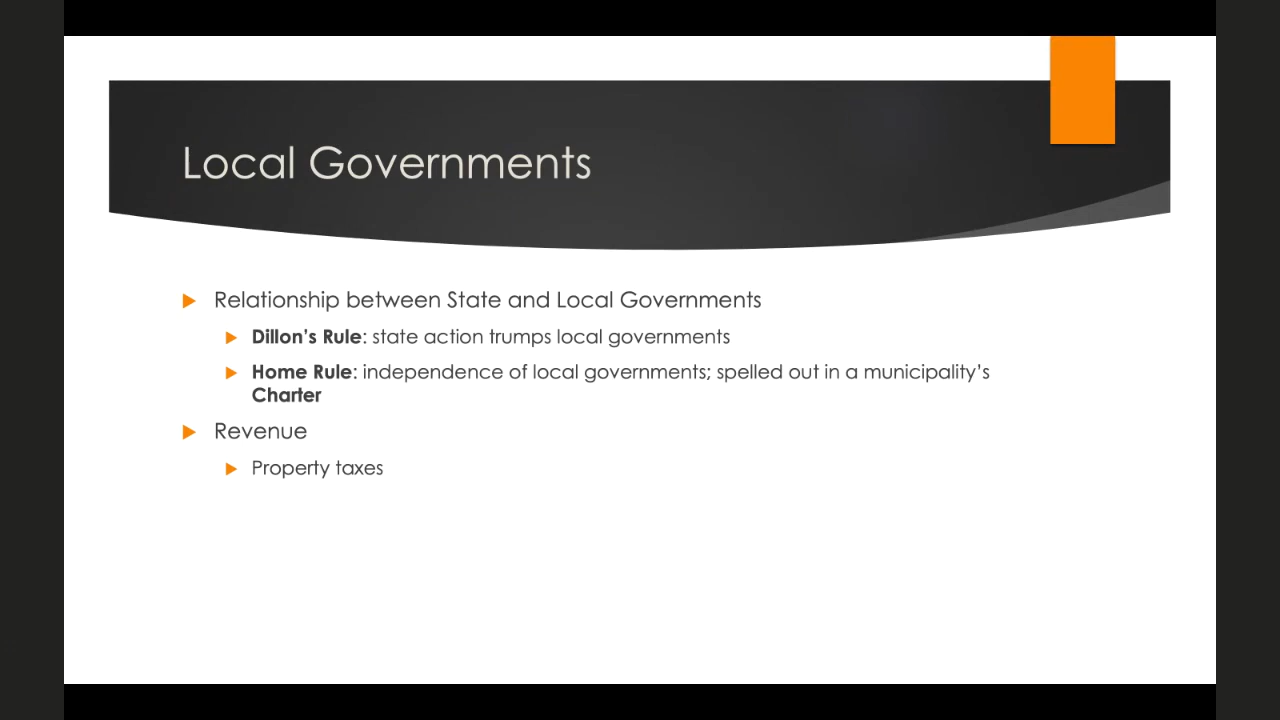 Local Governments
Relationship between State and Local Governments
Dillon’s Rule: state action trumps local governments
Home Rule: independence of local governments; spelled out in a municipality’s
Charter
Revenue
Property taxes